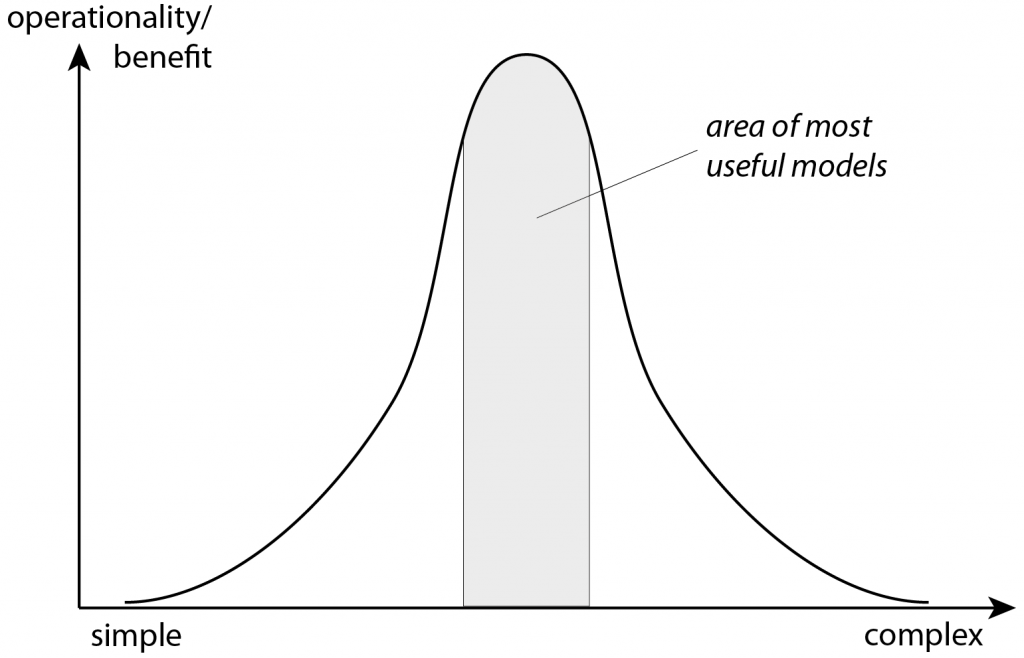 operationality/
benefit
area of most
useful models
simple
complex